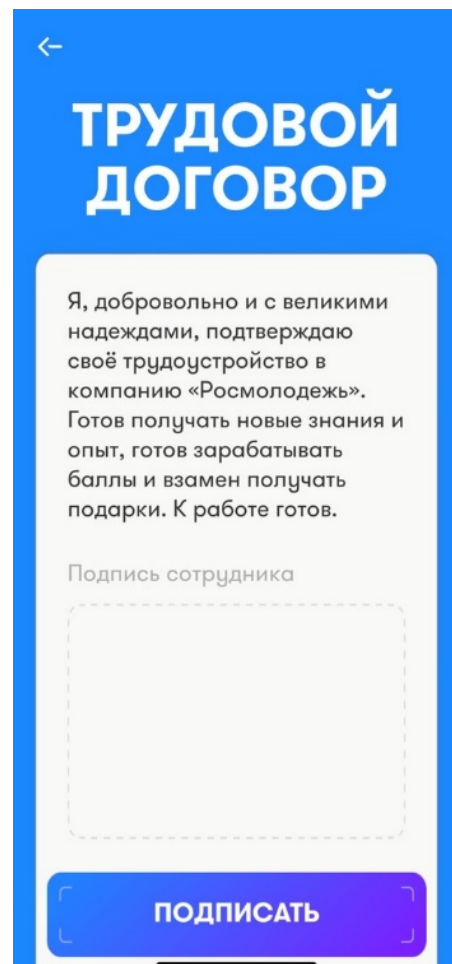 ТРУДОВОЙ
ДОГОВОР
Я, добровольно и с великими
надеждами, подтверждаю
своё трудоустройство в
компанию «Росмолодежь».
Готов получать новые знания и
опыт, готов зарабатывать
баллы и взамен получать
подарки. К работе готов.
Подпись сотрудника
ПОДПИСАТЬ